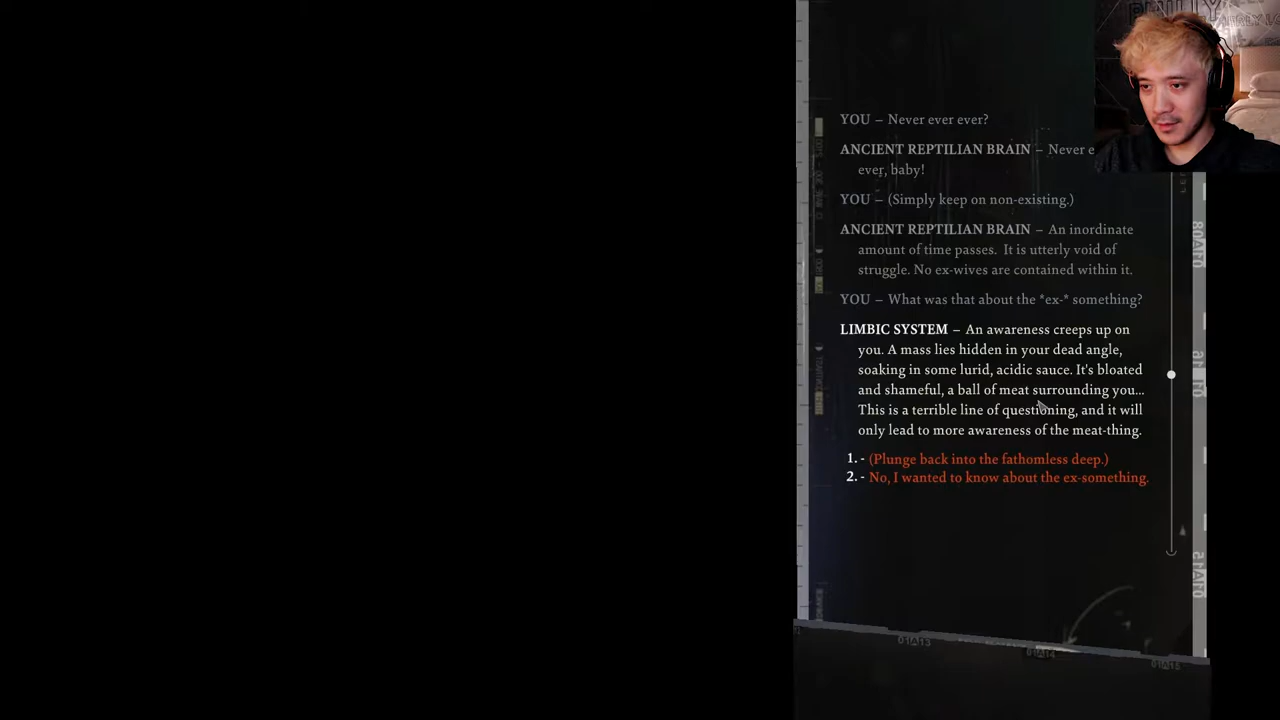 YOU – Never ever ever?
ANCIENT REPTILIAN BRAIN – Never e
ever, baby!
YOU – (Simply keep on non-existing.)
ANCIENT REPTILIAN BRAIN – An inordinate
amount of time passes. It is utterly void of
struggle. No ex-wives are contained within it.
YOU – What was that about the *ex-* something?
LIMBIC SYSTEM – An awareness creeps up on
you. A mass lies hidden in your dead angle,
soaking in some lurid, acidic sauce. It's bloated
and shameful, a ball of meat surrounding you...
This is a terrible line of questioning, and it will
only lead to more awareness of the meat-thing.
1. - (Plunge back into the fathomless deep.)
2. - No, I wanted to know about the ex-something.